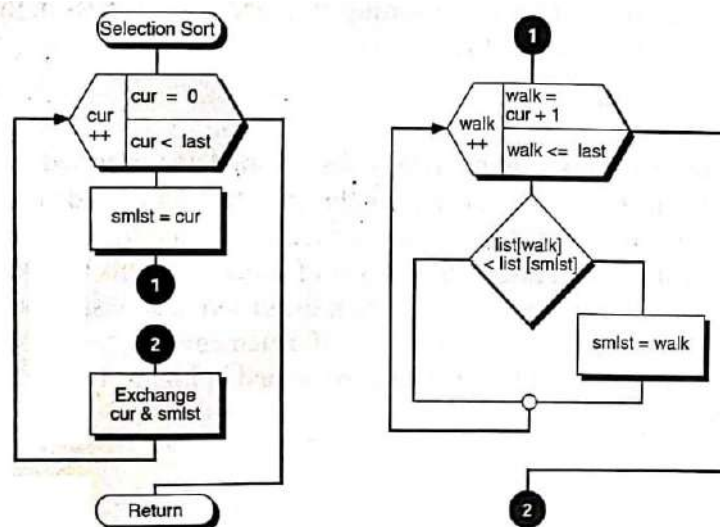 Selection Sort
cur
++
cur = 0
cur < last
smlst = cur
1
2
Exchange
cur & smlst
Return
1
walk
++
walk =
cur + 1
walk <= last
list[walk]
< list [smlst]
smlst = walk
2